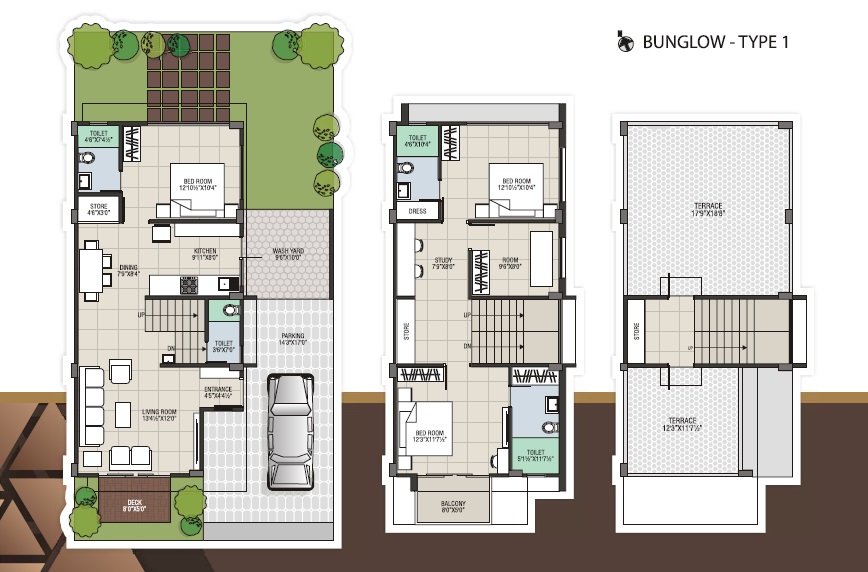 BUNGLOW - TYPE 1
TOILET
4'6"X7'4½"
BED ROOM
12'10½"X10'4"
STORE
4'6"X3'0"
KITCHEN
9'11"X8'0"
WASH YARD
9'6"X10'0"
DINING
7'9"X8'4"
UP
DN
TOILET
3'6"X7'0"
PARKING
14'3"X17'0"
ENTRANCE
4'5"X4'4½"
LIVING ROOM
13'4½"X12'0"
DECK
8'0"X5'0"
TOILET
4'6"X10'4"
BED ROOM
12'10½"X10'4"
DRESS
STUDY
7'9"X8'0"
ROOM
9'6"X8'0"
STORE
UP
DN
BED ROOM
12'3"X11'7½"
TOILET
5'1½"X11'7½"
BALCONY
8'0"X5'0"
TERRACE
17'9"X18'8"
STORE
UP
TERRACE
12'3"X11'7½"